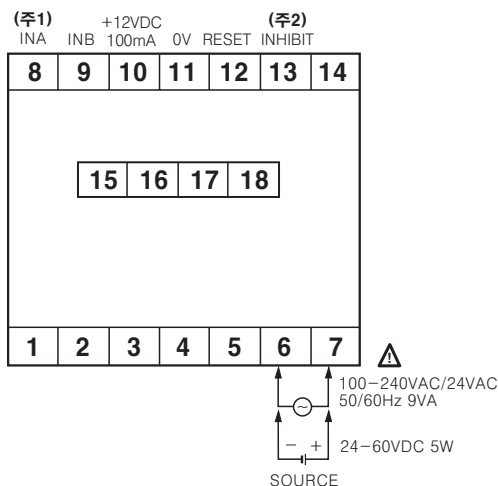 (주1) (주2)
+12VDC
INA INB 100mA 0V RESET INHIBIT
8 9 10 11 12 13 14
15 16 17 18
1 2 3 4 5 6 7
100-240VAC/24VAC
50/60Hz 9VA
- + 24-60VDC 5W
SOURCE